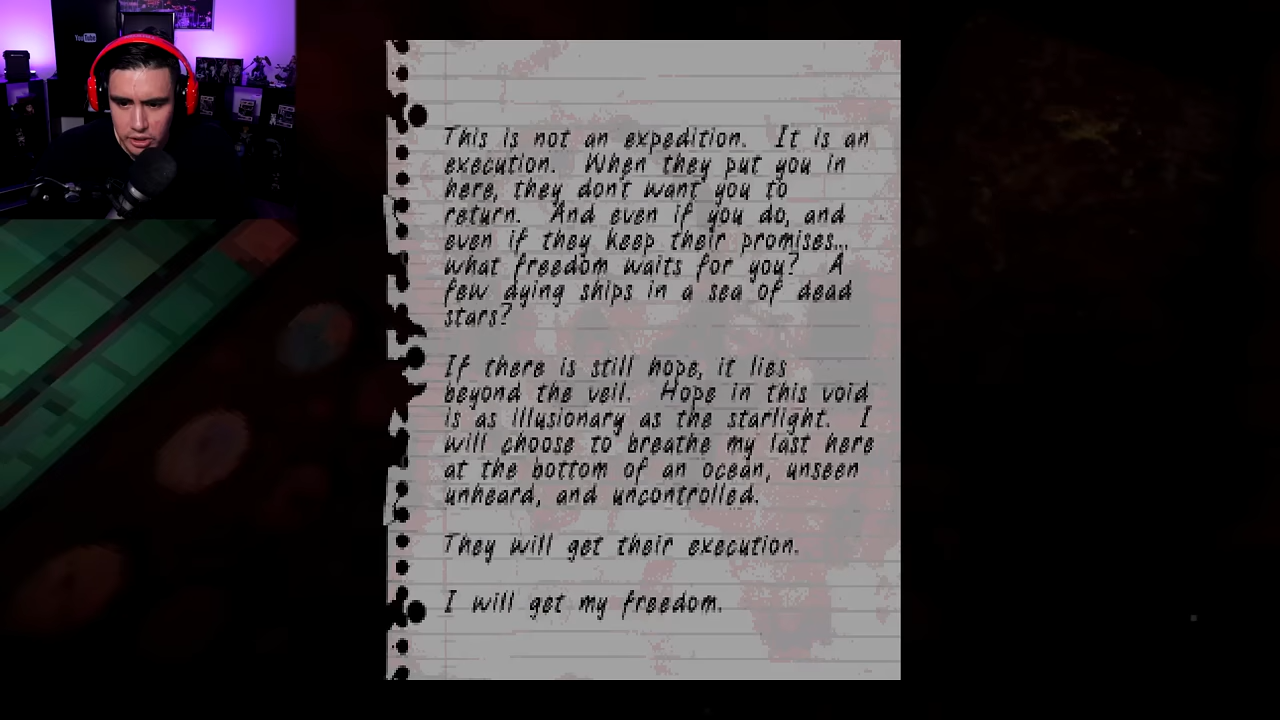 YouTube
This is not an expedition. It is an
execution. When they put you in
here, they don't want you to
return. And even if you do, and
even if they keep their promises...
what freedom waits for you? A
few dying ships in a sea of dead
stars?
If there is still hope, it lies
beyond the veil. Hope in this void
is as illusionary as the starlight. I
will choose to breathe my last here
at the bottom of an ocean, unseen
unheard, and uncontrolled.
They will get their execution.
I will get my freedom.